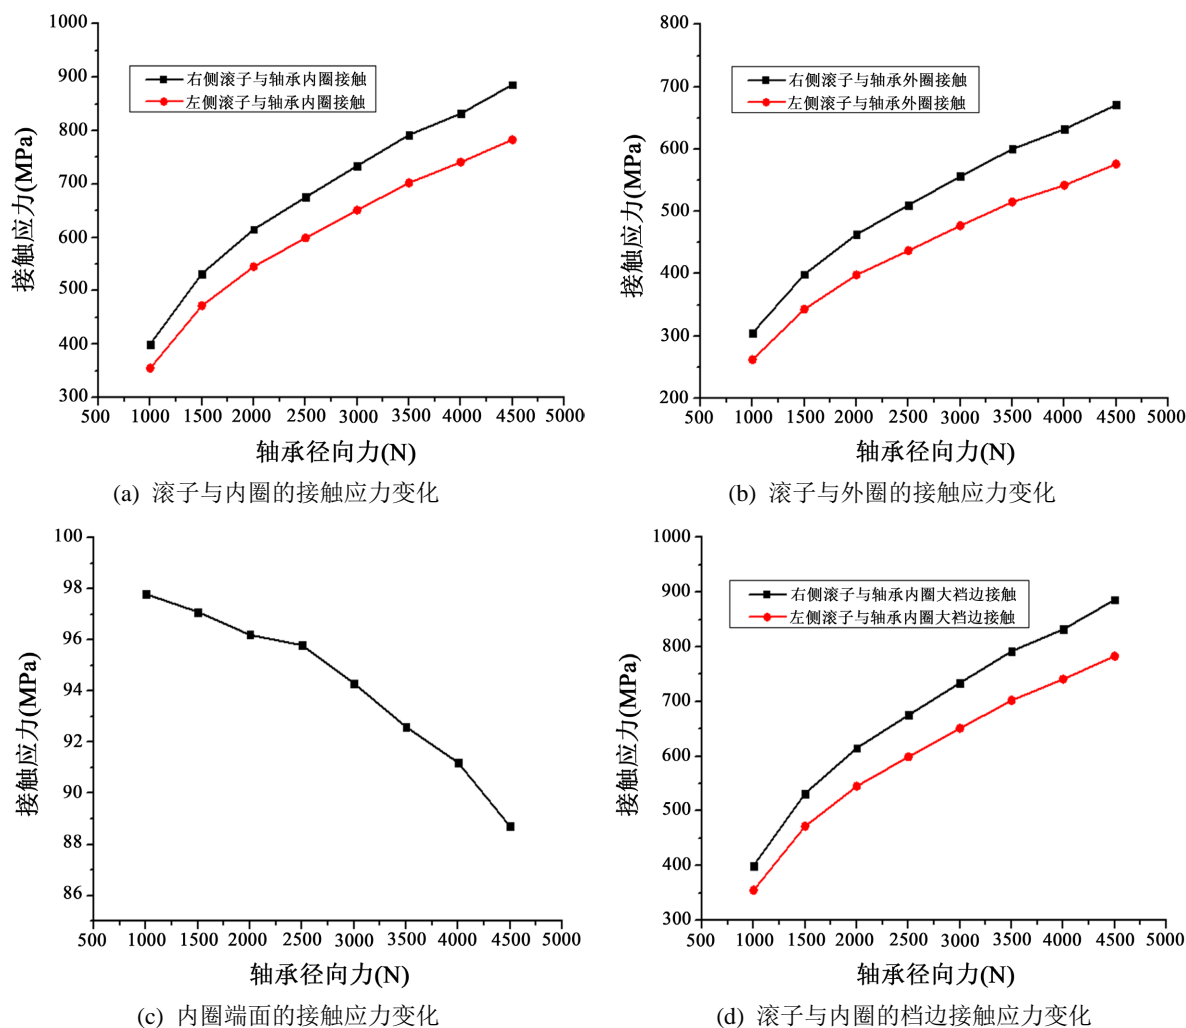 1000
900
800
700
600
500
400
300
接触应力(MPa)
右侧滚子与轴承内圈接触
左侧滚子与轴承内圈接触
500 1000 1500 2000 2500 3000 3500 4000 4500 5000
轴承径向力(N)
(a) 滚子与内圈的接触应力变化
800
700
600
500
400
300
200
接触应力(MPa)
右侧滚子与轴承外圈接触
左侧滚子与轴承外圈接触
500 1000 1500 2000 2500 3000 3500 4000 4500 5000
轴承径向力(N)
(b) 滚子与外圈的接触应力变化
100
98
96
94
92
90
88
86
接触应力(MPa)
500 1000 1500 2000 2500 3000 3500 4000 4500 5000
轴承径向力(N)
(c) 内圈端面的接触应力变化
1000
900
800
700
600
500
400
300
接触应力(MPa)
右侧滚子与轴承内圈大裆边接触
左侧滚子与轴承内圈大裆边接触
500 1000 1500 2000 2500 3000 3500 4000 4500 5000
轴承径向力(N)
(d) 滚子与内圈的档边接触应力变化